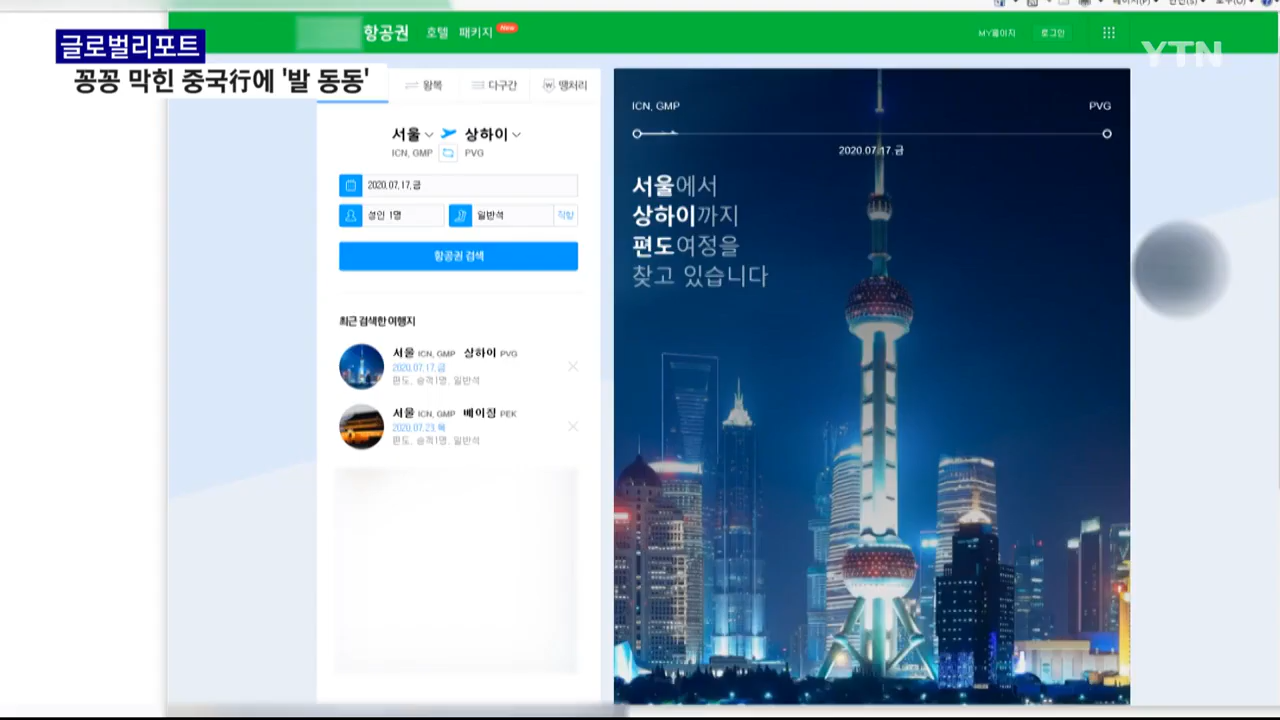 글로벌리포트
꽁꽁 막힌 중국行에 '발 동동'
YTN
항공권 호텔 패키지 New
MY페이지 로그인
왕복 다구간 땡처리
서울 상하이
ICN, GMP PVG
2020.07.17.금
성인 1명 일반석 직항
항공권 검색
최근 검색한 여행지
서울 ICN, GMP 상하이 PVG
2020.07.17.금
편도, 승객1명, 일반석
서울 ICN, GMP 베이징 PEK
2020.07.23.목
편도, 승객1명, 일반석
ICN, GMP PVG
2020.07.17.금
서울에서
상하이까지
편도여정을
찾고 있습니다